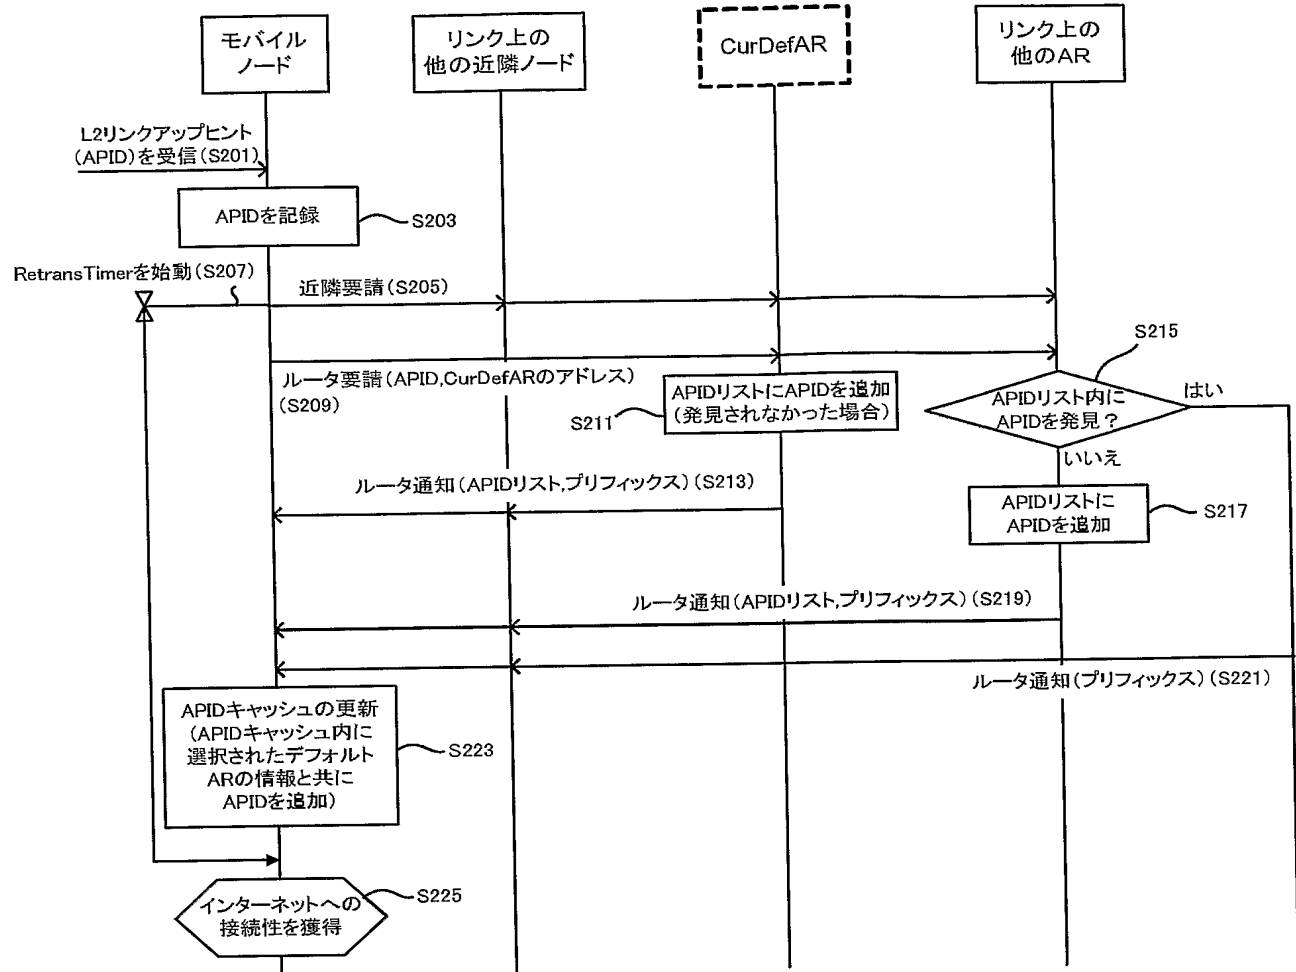 モバイル
ノード
リンク上の
他の近隣ノード
CurDefAR
リンク上の
他のAR
L2リンクアップヒント
(APID)を受信(S201)
APIDを記録
S203
RetransTimerを始動(S207)
近隣要請(S205)
ルータ要請(APID,CurDefARのアドレス)
(S209)
S211
APIDリストにAPIDを追加
(発見されなかった場合)
S215
APIDリスト内に
APIDを発見？
はい
いいえ
ルータ通知(APIDリスト,プリフィックス)(S213)
APIDリストに
APIDを追加
S217
ルータ通知(APIDリスト,プリフィックス)(S219)
ルータ通知(プリフィックス)(S221)
APIDキャッシュの更新
(APIDキャッシュ内に
選択されたデフォルト
ARの情報と共に
APIDを追加)
S223
インターネットへの
接続性を獲得
S225